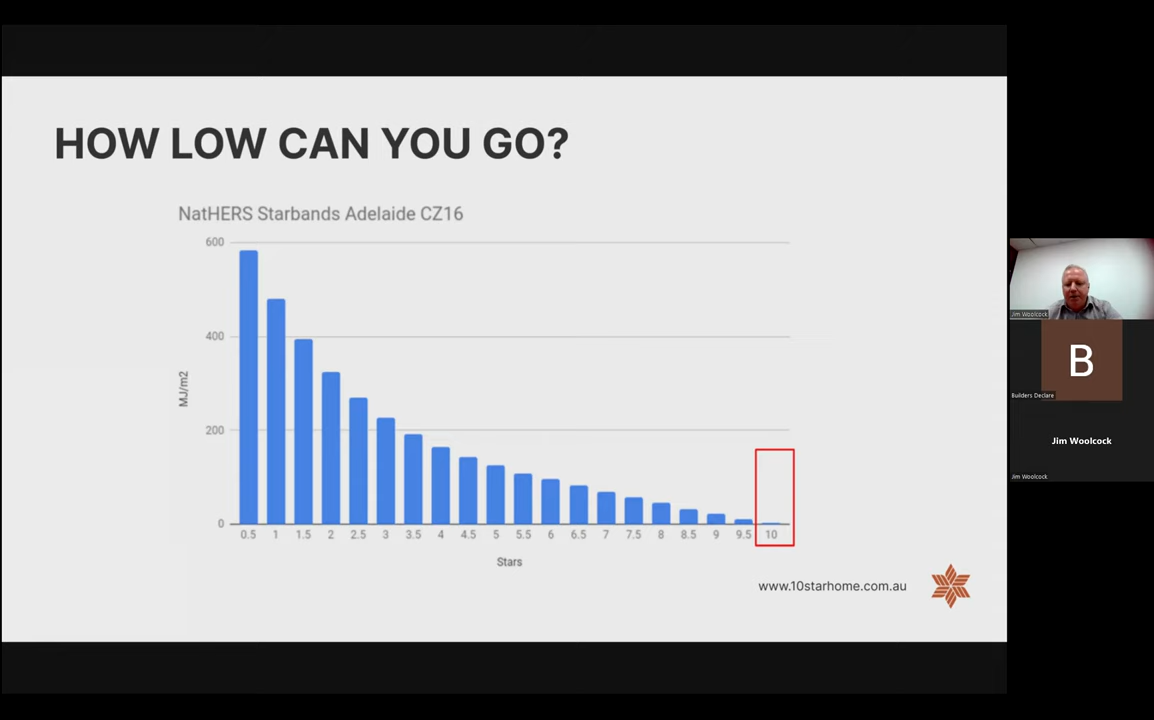 HOW LOW CAN YOU GO?
NatHERS Starbands Adelaide CZ16
600
400
200
0
MJ/m2
0.5 1 1.5 2 2.5 3 3.5 4 4.5 5 5.5 6 6.5 7 7.5 8 8.5 9 9.5 10
Stars
www.10starhome.com.au
Jim Woolcock
B
Builders Declare
Jim Woolcock
Jim Woolcock